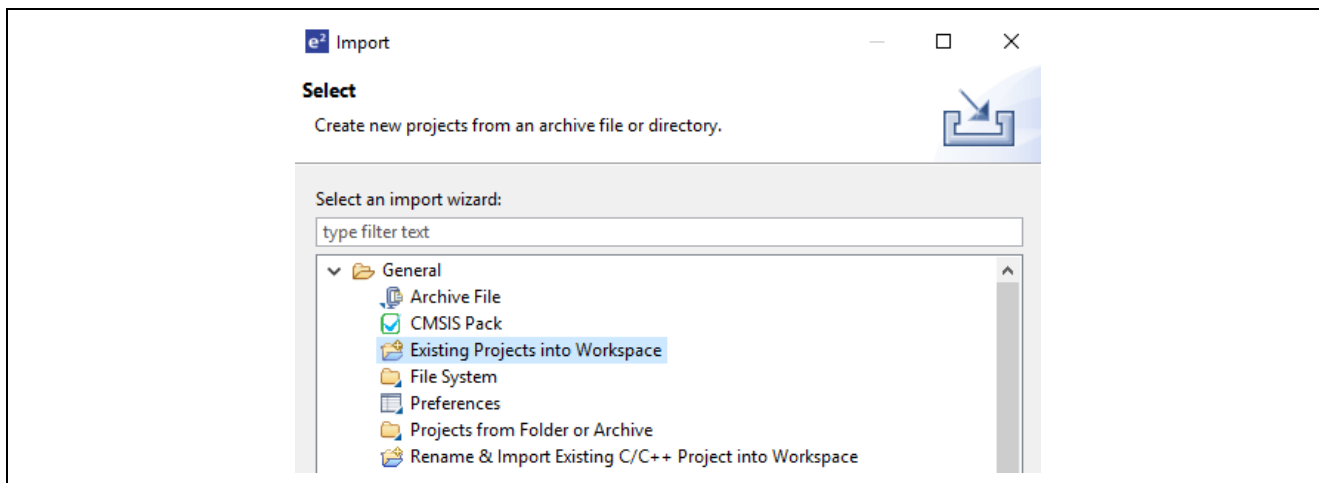 e² Import
Select
Create new projects from an archive file or directory.
Select an import wizard:
type filter text
General
Archive File
CMSIS Pack
Existing Projects into Workspace
File System
Preferences
Projects from Folder or Archive
Rename & Import Existing C/C++ Project into Workspace